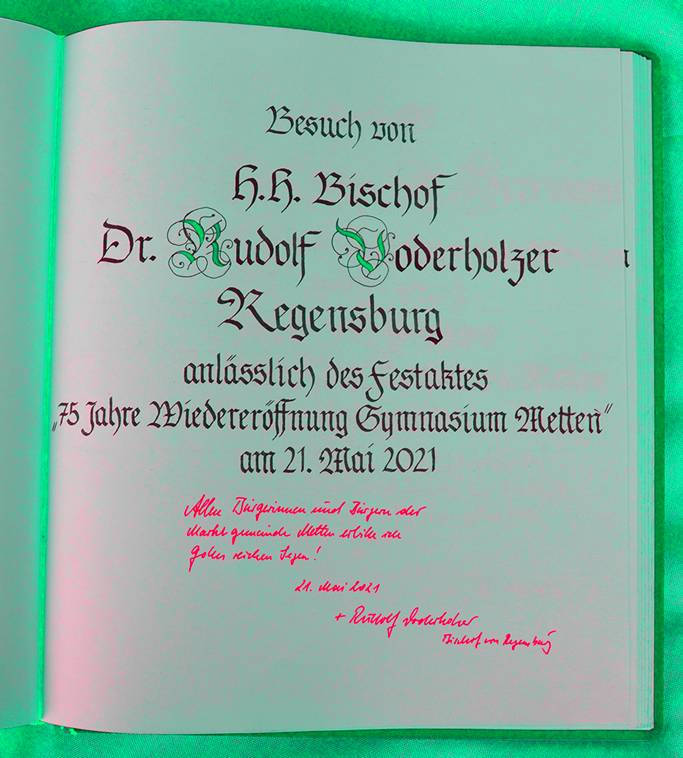 Besuch von
H.H. Bischof
Dr. Rudolf Voderholzer
Regensburg
anlässlich des Festaktes
„75 Jahre Wiedereröffnung Gymnasium Metten"
am 21. Mai 2021
Allen Bürgerinnen und Bürgern der
Marktgemeinde Metten erbitte ich
Gottes reichen Segen!
21. Mai 2021
+ Rudolf Voderholzer
Bischof von Regensburg